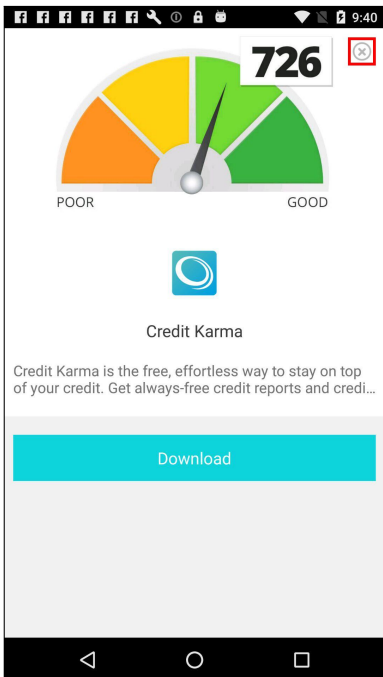 9:40
726
POOR
GOOD
Credit Karma
Credit Karma is the free, effortless way to stay on top
of your credit. Get always-free credit reports and credi...
Download